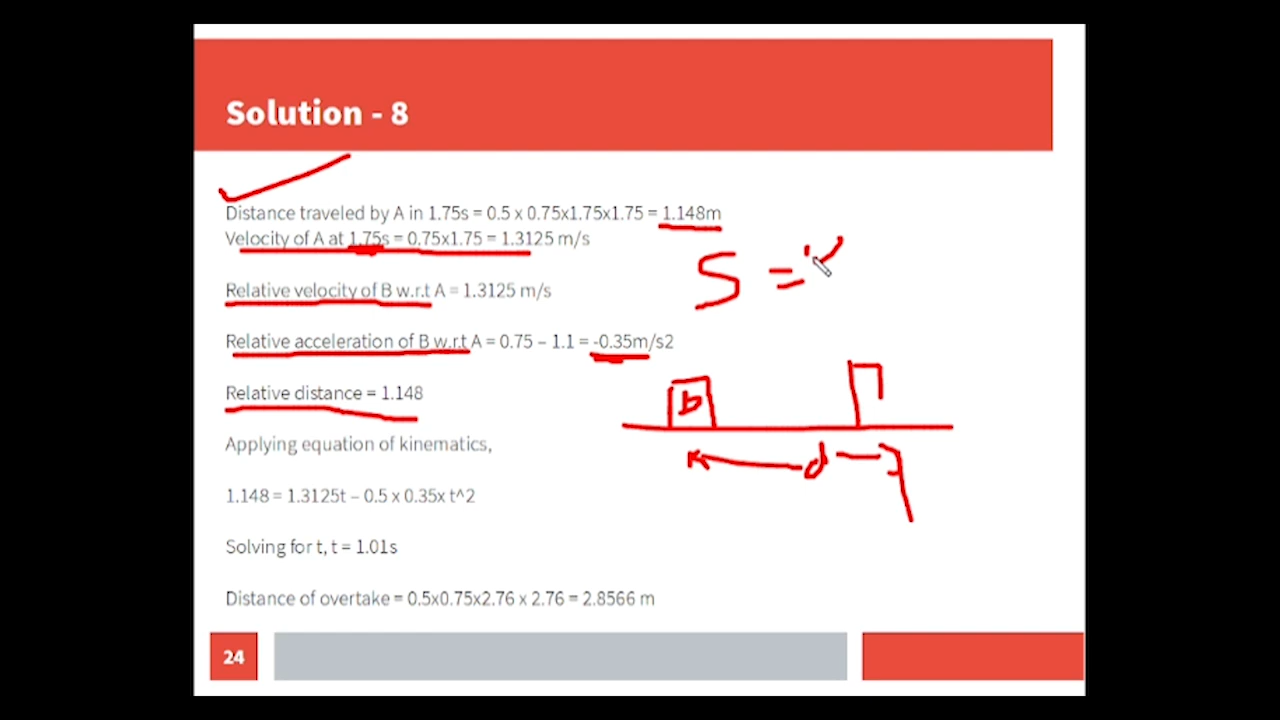 Solution - 8
Distance traveled by A in 1.75s = 0.5 x 0.75x1.75x1.75 = 1.148m
Velocity of A at 1.75s = 0.75x1.75 = 1.3125 m/s
S =
Relative velocity of B w.r.t A = 1.3125 m/s
Relative acceleration of B w.r.t A = 0.75 – 1.1 = -0.35m/s2
Relative distance = 1.148
b
Applying equation of kinematics,
d
1.148 = 1.3125t – 0.5 x 0.35x t^2
Solving for t, t = 1.01s
Distance of overtake = 0.5x0.75x2.76 x 2.76 = 2.8566 m
24